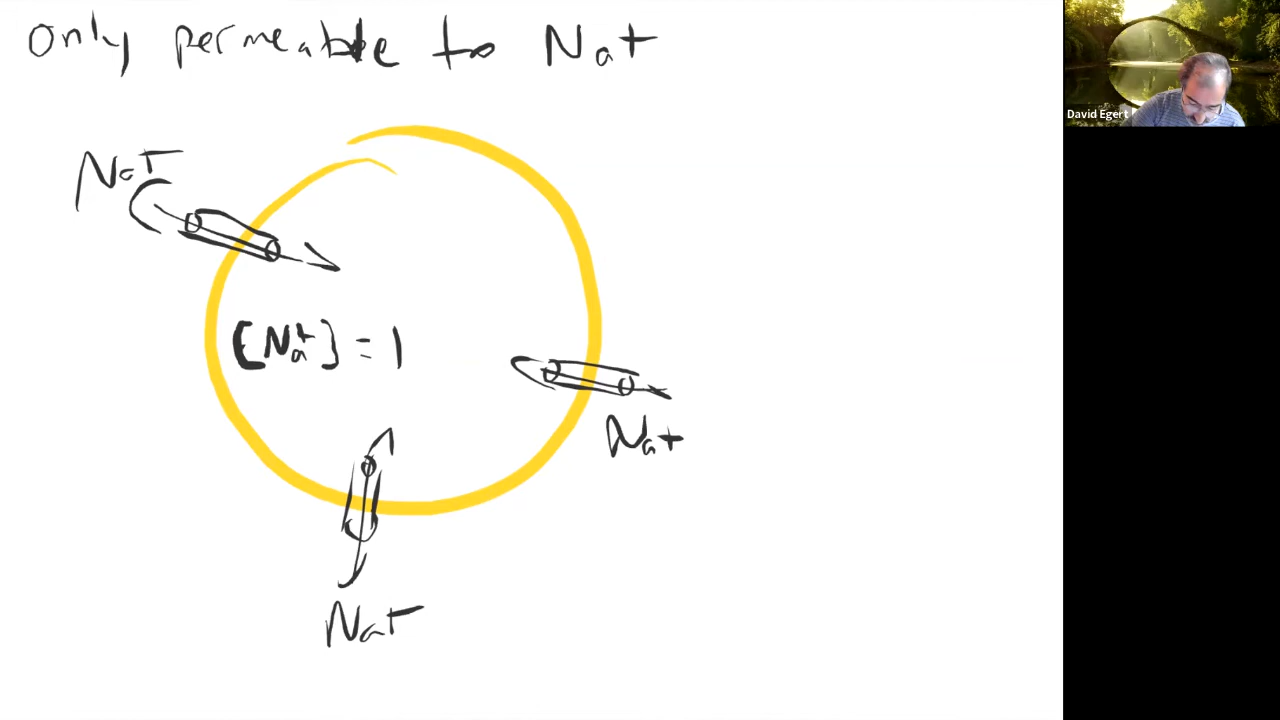 Only permeable to Na+
David Egert
Na+
[Na+] = 1
Na+
Na+